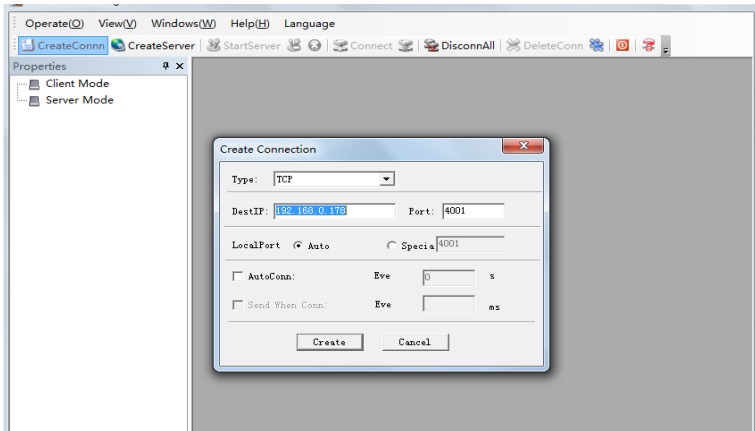 Operate(O) View(V) Windows(W) Help(H) Language
CreateConnn CreateServer StartServer Connect DisconnAll DeleteConn
Properties
Client Mode
Server Mode
Create Connection
Type: TCP
DestIP: 192.168.0.178 Port: 4001
LocalPort Auto Specia 4001
AutoConn: Eve 0 s
Send When Conn: Eve ms
Create Cancel